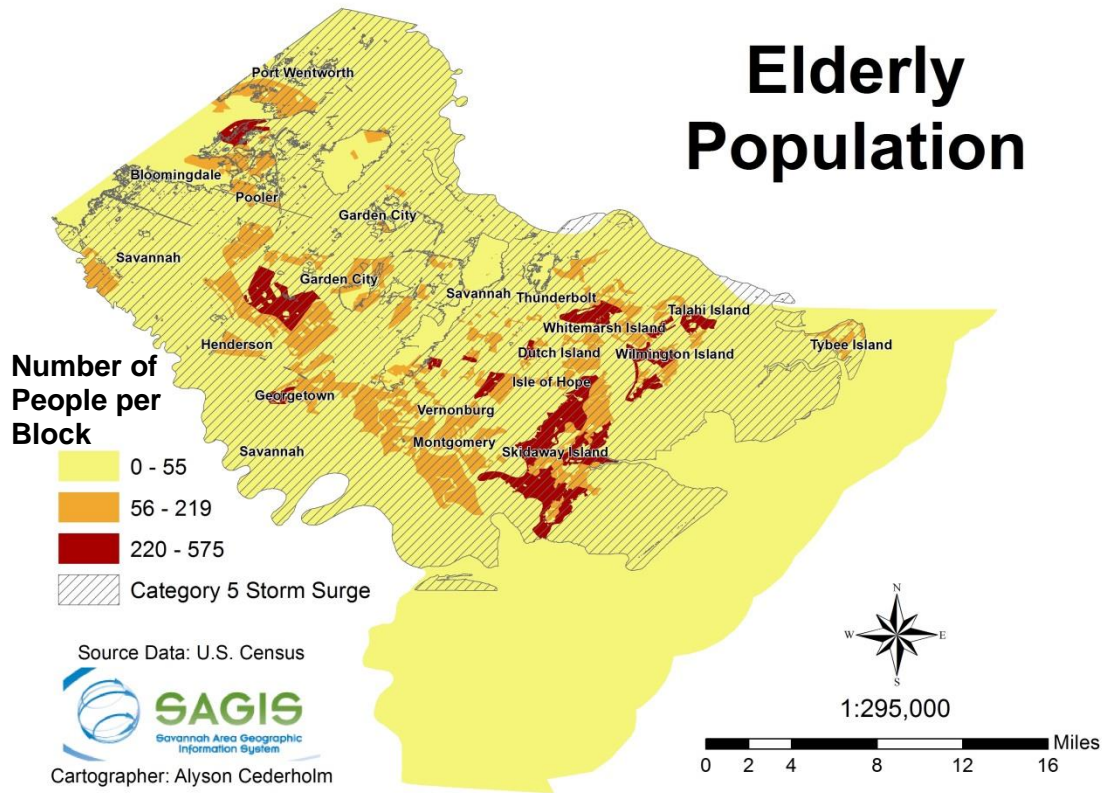 Elderly
Population
Port Wentworth
Bloomingdale
Pooler
Garden City
Savannah
Garden City
Savannah
Thunderbolt
Talahi Island
Whitemarsh Island
Henderson
Dutch Island
Wilmington Island
Tybee Island
Isle of Hope
Georgetown
Vernonburg
Montgomery
Savannah
Skidaway Island
Number of
People per
Block
0 - 55
56 - 219
220 - 575
Category 5 Storm Surge
Source Data: U.S. Census
SAGIS
Savannah Area Geographic
Information System
Cartographer: Alyson Cederholm
N
W
E
S
1:295,000
Miles
0 2 4 8 12 16